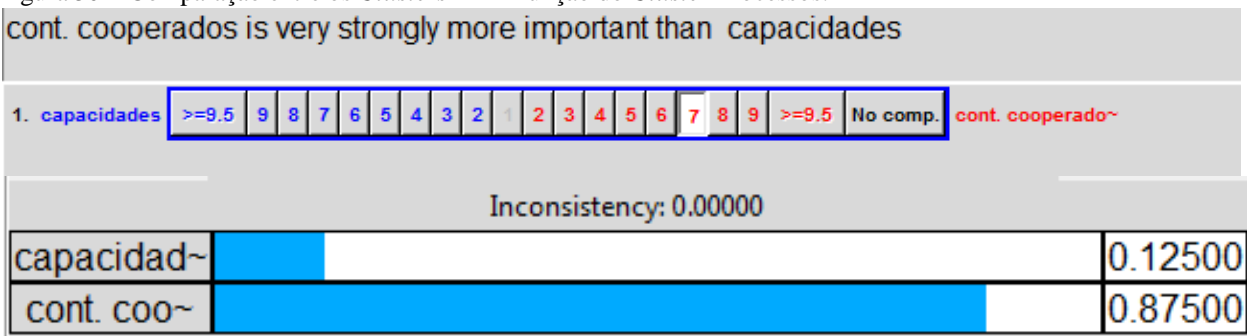 cont. cooperados is very strongly more important than capacidades
1. capacidades >=9.5 9 8 7 6 5 4 3 2 1 2 3 4 5 6 7 8 9 >=9.5 No comp. cont. cooperado~
Inconsistency: 0.00000
capacidad~ 0.12500
cont. coo~ 0.87500